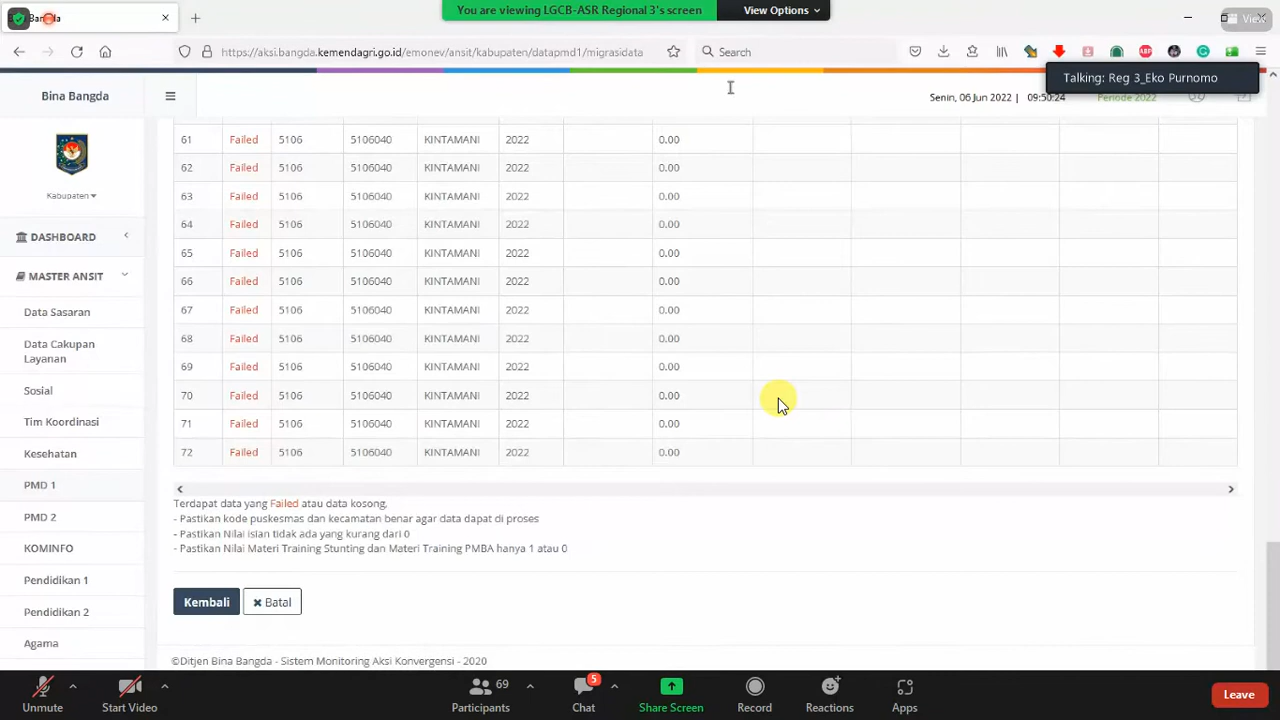 Bangda
You are viewing LGCB-ASR Regional 3's screen
View Options
View
https://aksi.bangda.kemendagri.go.id/emonev/ansit/kabupaten/datapmd1/migrasidata
Search
Talking: Reg 3_Eko Purnomo
Bina Bangda
Senin, 06 Jun 2022 | 09:50:24
Periode 2022
Kabupaten
DASHBOARD
MASTER ANSIT
Data Sasaran
Data Cakupan
Layanan
Sosial
Tim Koordinasi
Kesehatan
PMD 1
PMD 2
KOMINFO
Pendidikan 1
Pendidikan 2
Agama
61 Failed 5106 5106040 KINTAMANI 2022 0.00
62 Failed 5106 5106040 KINTAMANI 2022 0.00
63 Failed 5106 5106040 KINTAMANI 2022 0.00
64 Failed 5106 5106040 KINTAMANI 2022 0.00
65 Failed 5106 5106040 KINTAMANI 2022 0.00
66 Failed 5106 5106040 KINTAMANI 2022 0.00
67 Failed 5106 5106040 KINTAMANI 2022 0.00
68 Failed 5106 5106040 KINTAMANI 2022 0.00
69 Failed 5106 5106040 KINTAMANI 2022 0.00
70 Failed 5106 5106040 KINTAMANI 2022 0.00
71 Failed 5106 5106040 KINTAMANI 2022 0.00
72 Failed 5106 5106040 KINTAMANI 2022 0.00
Terdapat data yang Failed atau data kosong,
- Pastikan kode puskesmas dan kecamatan benar agar data dapat di proses
- Pastikan Nilai isian tidak ada yang kurang dari 0
- Pastikan Nilai Materi Training Stunting dan Materi Training PMBA hanya 1 atau 0
Kembali
Batal
©Ditjen Bina Bangda - Sistem Monitoring Aksi Konvergensi - 2020
Unmute
Start Video
69
Participants
5
Chat
Share Screen
Record
Reactions
Apps
Leave